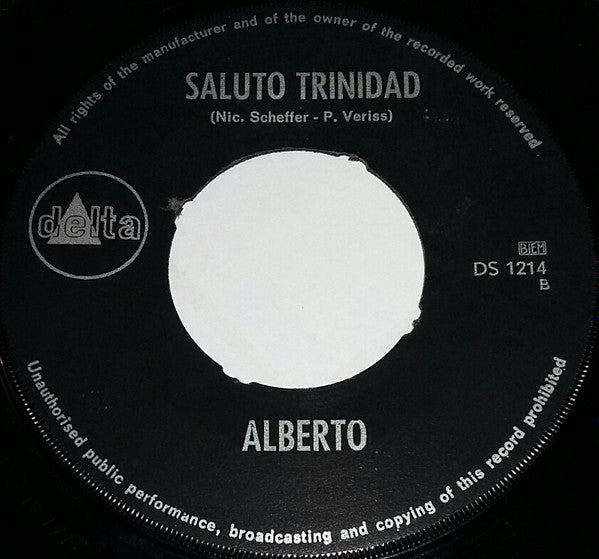 All rights of the manufacturer and of the owner of the recorded work reserved
SALUTO TRINIDAD
(Nic. Scheffer - P. Veriss)
delta
BIEM
DS 1214
B
ALBERTO
Unauthorised public performance, broadcasting and copying of this record prohibited